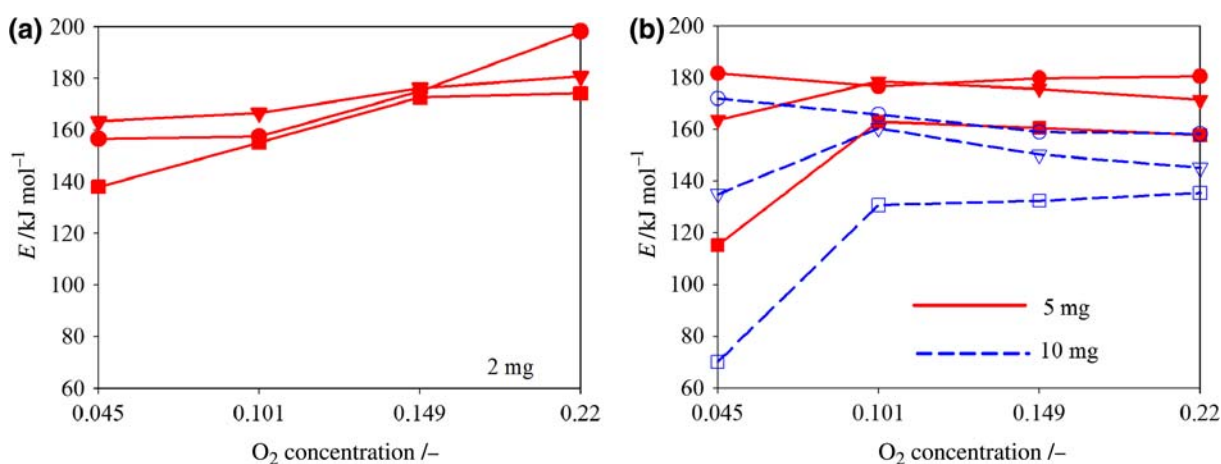 (a)
200
180
160
140
120
100
80
60
E /kJ mol⁻¹
2 mg
0.045 0.101 0.149 0.22
O₂ concentration /–
(b)
200
180
160
140
120
100
80
60
E /kJ mol⁻¹
5 mg
10 mg
0.045 0.101 0.149 0.22
O₂ concentration /–